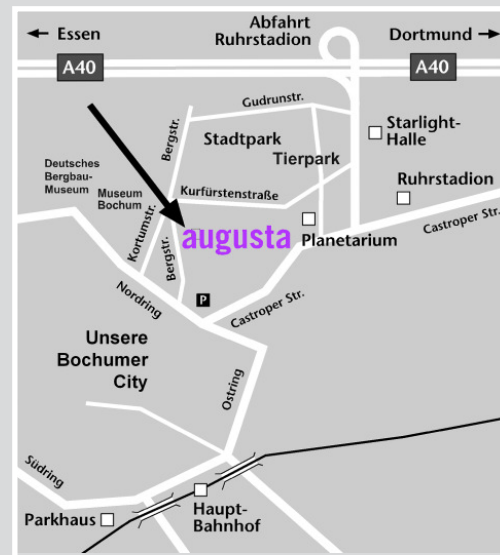 ← Essen
Abfahrt
Ruhrstadion
Dortmund →
A40
A40
Gudrunstr.
Bergstr.
Stadtpark
Tierpark
Starlight-
Halle
Deutsches
Bergbau-
Museum
Museum
Bochum
Kurfürstenstraße
Ruhrstadion
Kortumstr.
Bergstr.
augusta
Planetarium
Castroper Str.
Nordring
P
Castroper Str.
Unsere
Bochumer
City
Ostring
Südring
Parkhaus
Haupt-
Bahnhof